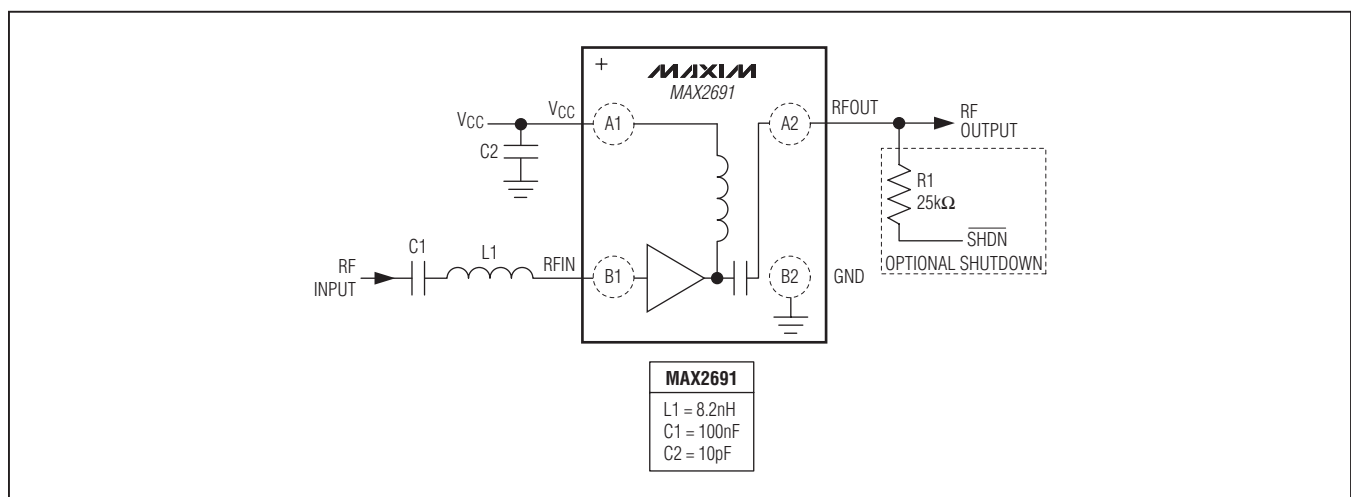 +
MAXIM
MAX2691
VCC
VCC
A1
A2
RFOUT
RF
OUTPUT
C2
R1
25kΩ
SHDN
OPTIONAL SHUTDOWN
RF
INPUT
C1
L1
RFIN
B1
B2
GND
MAX2691
L1 = 8.2nH
C1 = 100nF
C2 = 10pF